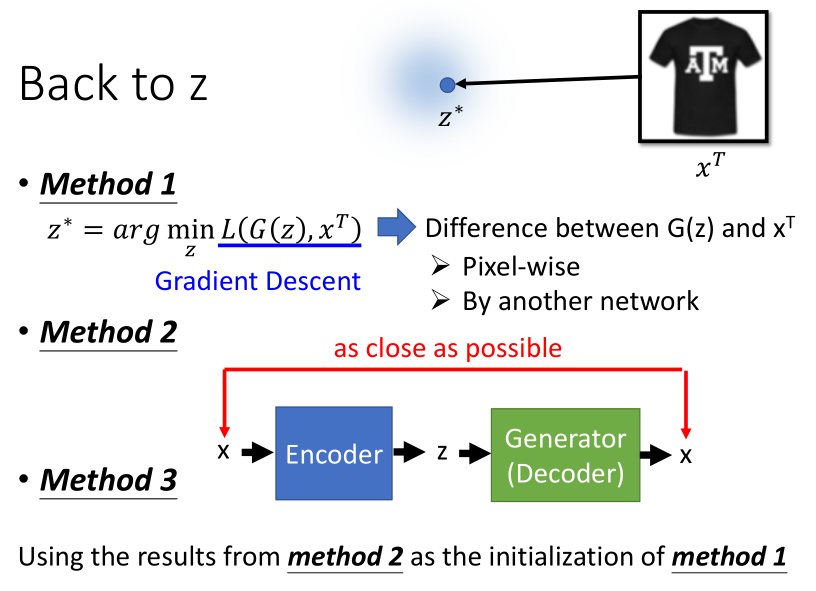 Back to z
z*
ATM
x^T
• Method 1
z* = arg min_z L(G(z), x^T)
Gradient Descent
Difference between G(z) and x^T
➢ Pixel-wise
➢ By another network
• Method 2
as close as possible
x Encoder z Generator (Decoder) x
• Method 3
Using the results from method 2 as the initialization of method 1